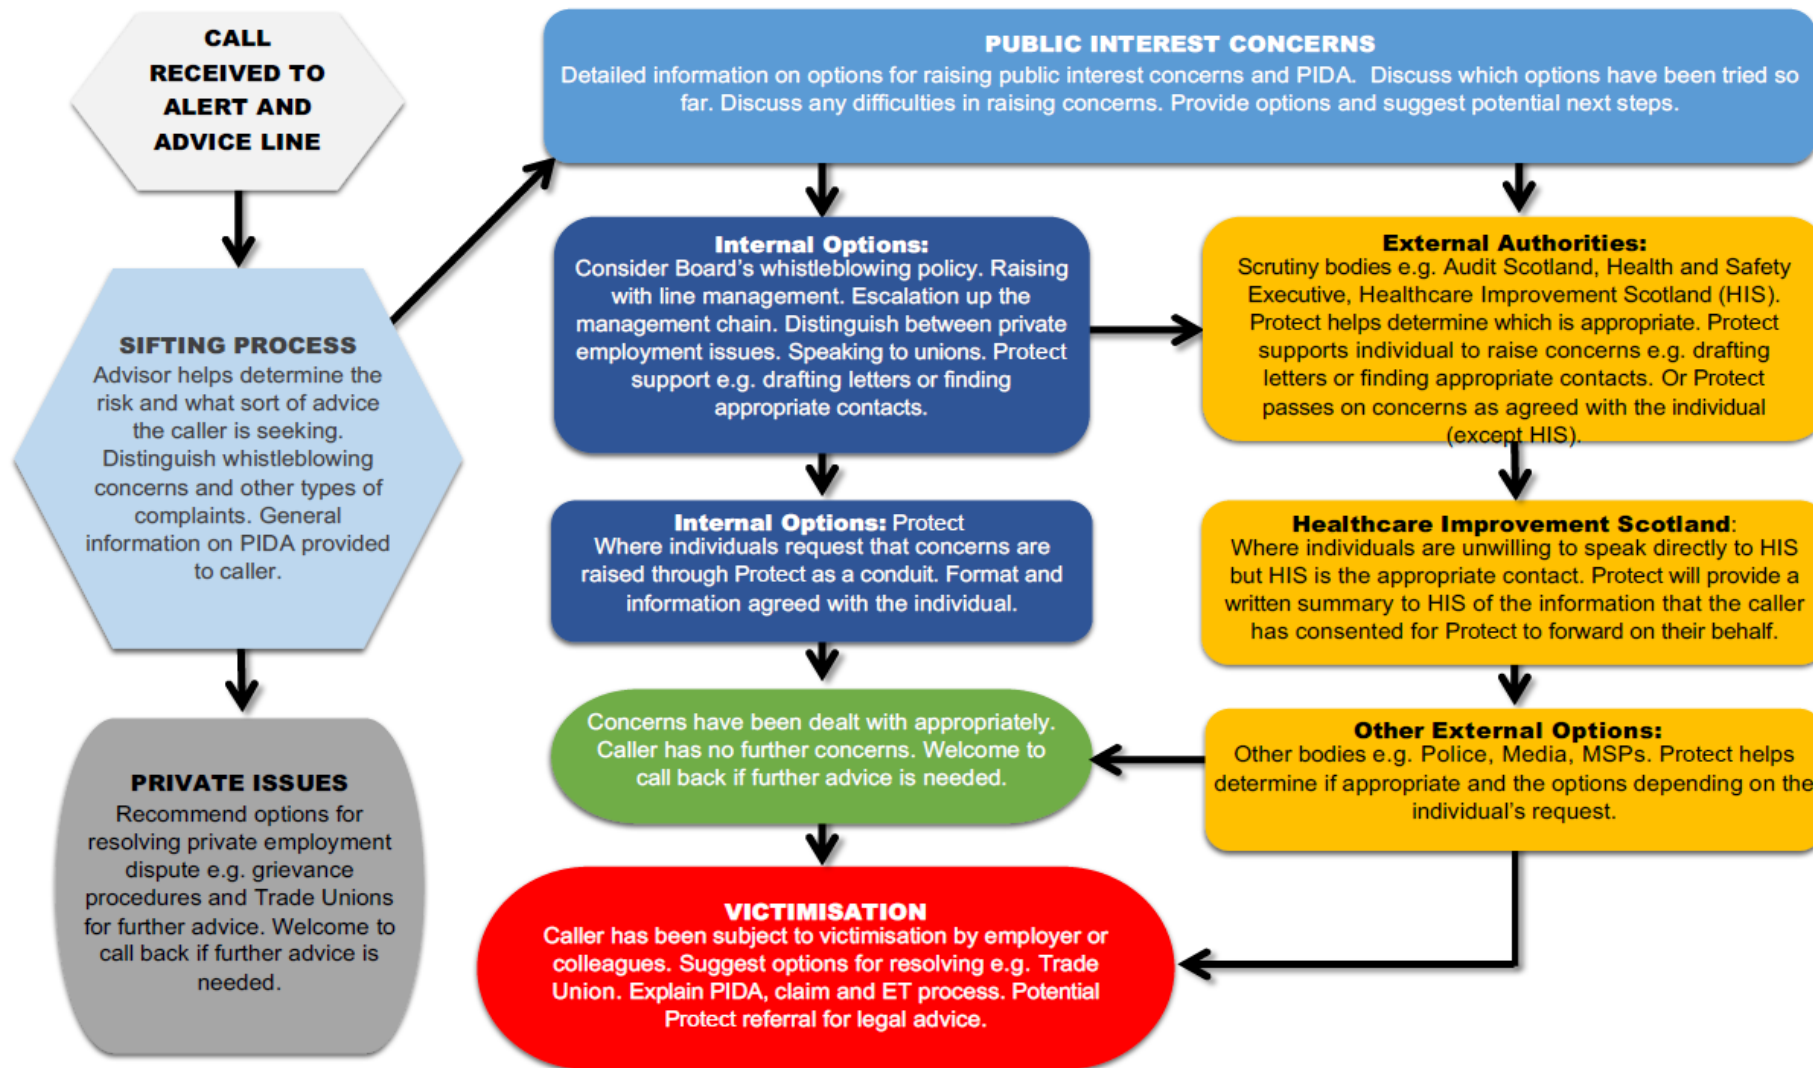 CALL
RECEIVED TO
ALERT AND
ADVICE LINE
SIFTING PROCESS
Advisor helps determine the
risk and what sort of advice
the caller is seeking.
Distinguish whistleblowing
concerns and other types of
complaints. General
information on PIDA provided
to caller.
PRIVATE ISSUES
Recommend options for
resolving private employment
dispute e.g. grievance
procedures and Trade Unions
for further advice. Welcome to
call back if further advice is
needed.
PUBLIC INTEREST CONCERNS
Detailed information on options for raising public interest concerns and PIDA. Discuss which options have been tried so
far. Discuss any difficulties in raising concerns. Provide options and suggest potential next steps.
Internal Options:
Consider Board's whistleblowing policy. Raising
with line management. Escalation up the
management chain. Distinguish between private
employment issues. Speaking to unions. Protect
support e.g. drafting letters or finding
appropriate contacts.
Internal Options: Protect
Where individuals request that concerns are
raised through Protect as a conduit. Format and
information agreed with the individual.
Concerns have been dealt with appropriately.
Caller has no further concerns. Welcome to
call back if further advice is needed.
VICTIMISATION
Caller has been subject to victimisation by employer or
colleagues. Suggest options for resolving e.g. Trade
Union. Explain PIDA, claim and ET process. Potential
Protect referral for legal advice.
External Authorities:
Scrutiny bodies e.g. Audit Scotland, Health and Safety
Executive, Healthcare Improvement Scotland (HIS).
Protect helps determine which is appropriate. Protect
supports individual to raise concerns e.g. drafting
letters or finding appropriate contacts. Or Protect
passes on concerns as agreed with the individual
(except HIS).
Healthcare Improvement Scotland:
Where individuals are unwilling to speak directly to HIS
but HIS is the appropriate contact. Protect will provide a
written summary to HIS of the information that the caller
has consented for Protect to forward on their behalf.
Other External Options:
Other bodies e.g. Police, Media, MSPs. Protect helps
determine if appropriate and the options depending on the
individual's request.